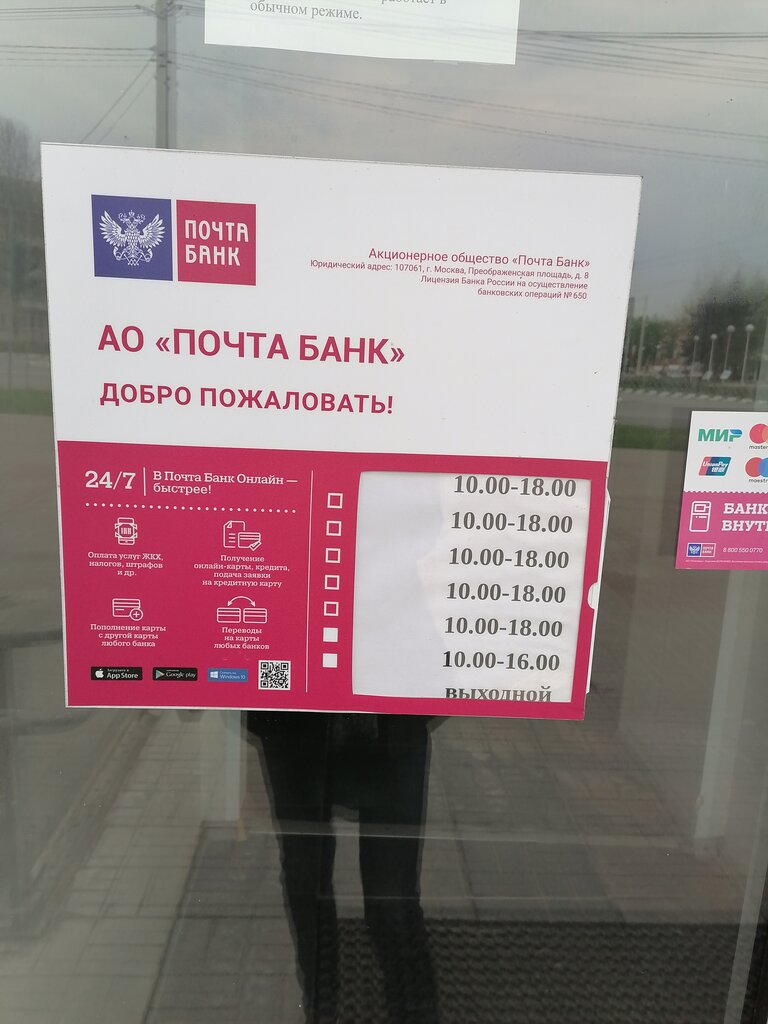 обычном режиме.
ПОЧТА
БАНК
Акционерное общество «Почта Банк»
Юридический адрес: 107061, г. Москва, Преображенская площадь, д. 8
Лицензия Банка России на осуществление
банковских операций № 650
АО «ПОЧТА БАНК»
ДОБРО ПОЖАЛОВАТЬ!
24/7
В Почта Банк Онлайн —
быстрее!
Оплата услуг ЖКХ,
налогов, штрафов
и др.
Получение
онлайн-карты, кредита,
подача заявки
на кредитную карту
Пополнение карты
с другой карты
любого банка
Переводы
на карты
любых банков
App Store
Google play
Windows 10
10.00-18.00
10.00-18.00
10.00-18.00
10.00-18.00
10.00-18.00
10.00-16.00
выходной
МИР
UnionPay
БАНК
ВНУТ
8 800 550 0770